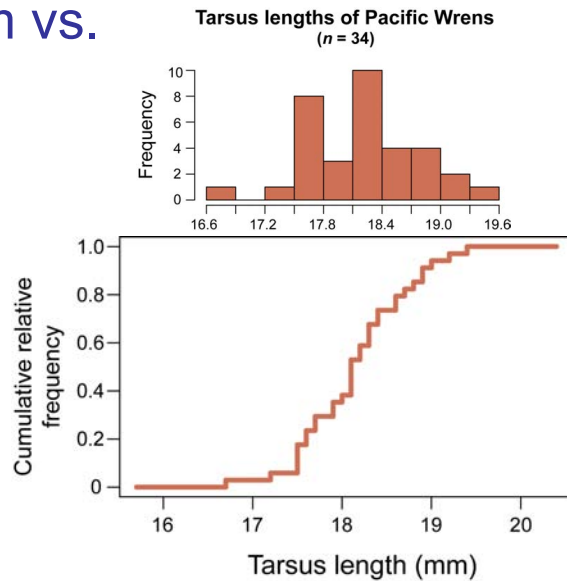 n vs.
Tarsus lengths of Pacific Wrens
(n = 34)
Frequency
10
8
6
4
2
0
16.6 17.2 17.8 18.4 19.0 19.6
Cumulative relative
frequency
1.0
0.8
0.6
0.4
0.2
0
16 17 18 19 20
Tarsus length (mm)